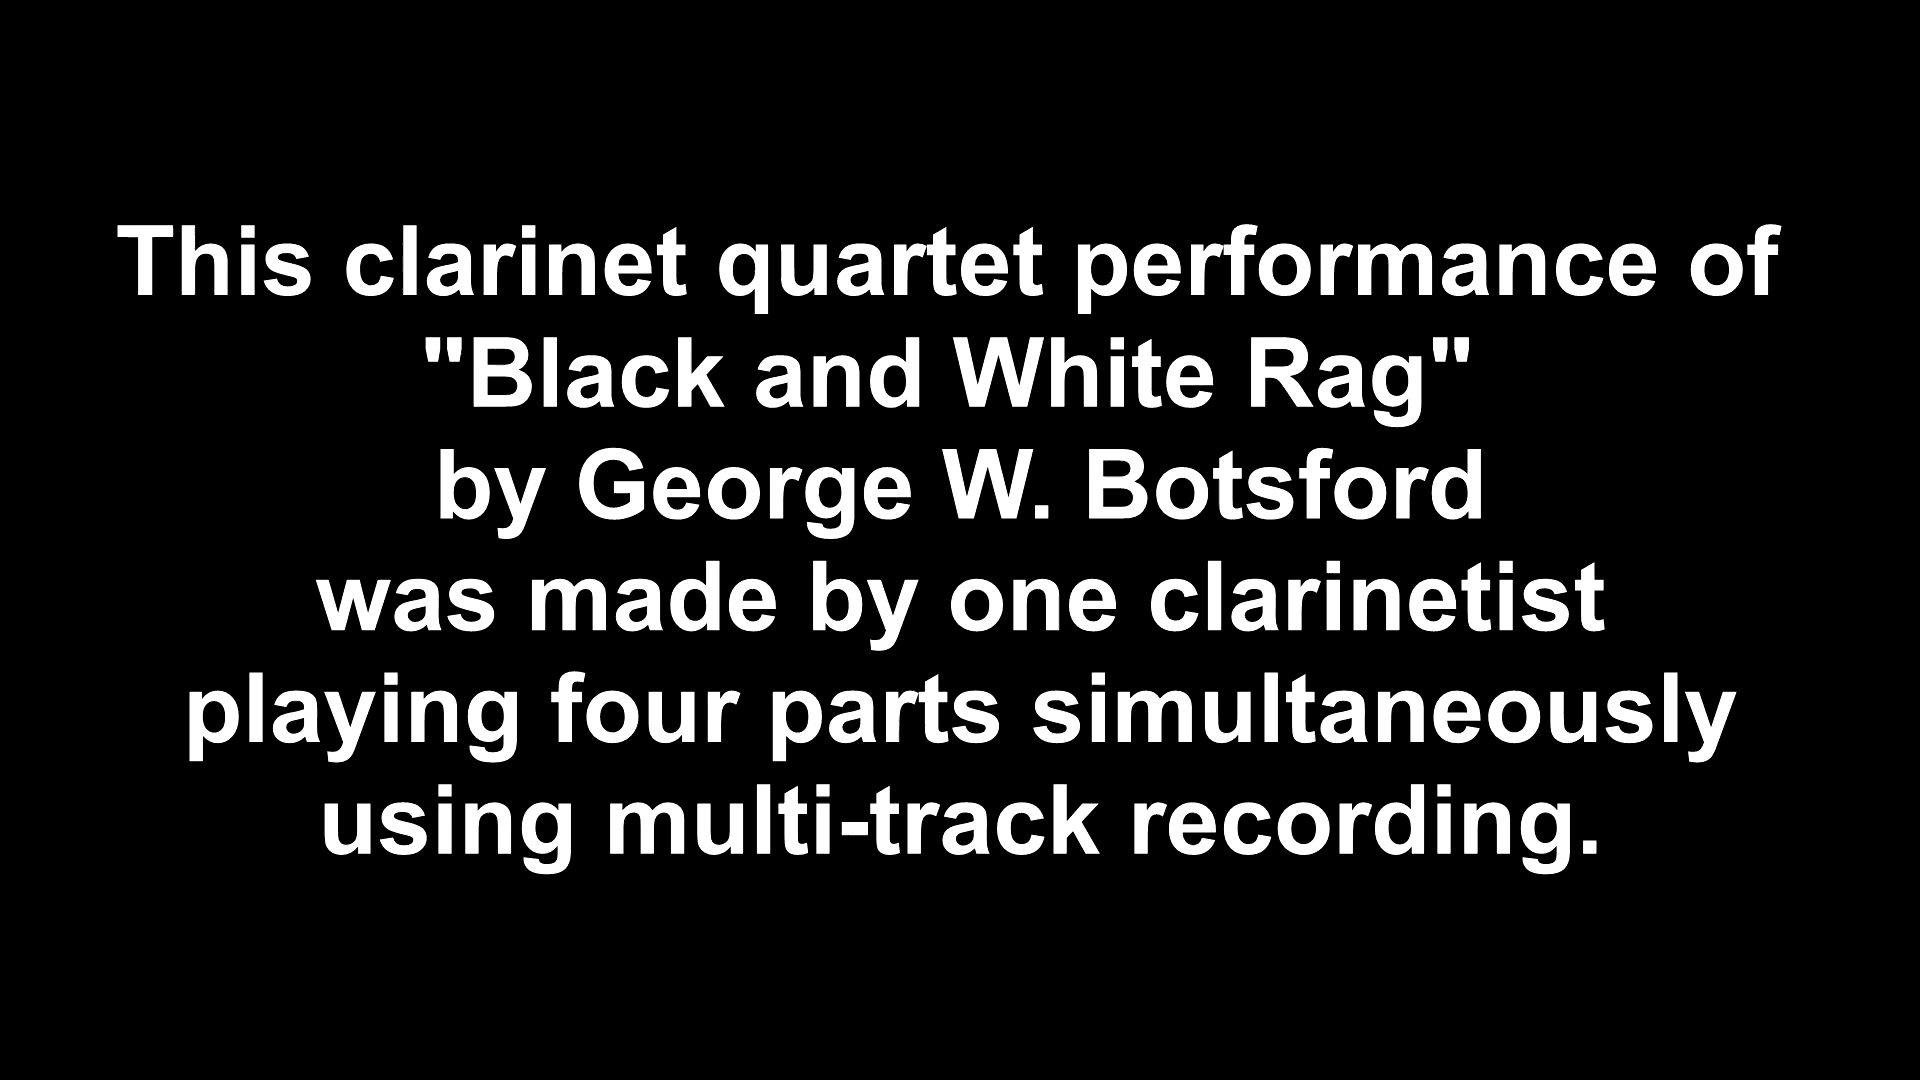 This clarinet quartet performance of
"Black and White Rag"
by George W. Botsford
was made by one clarinetist
playing four parts simultaneously
using multi-track recording.